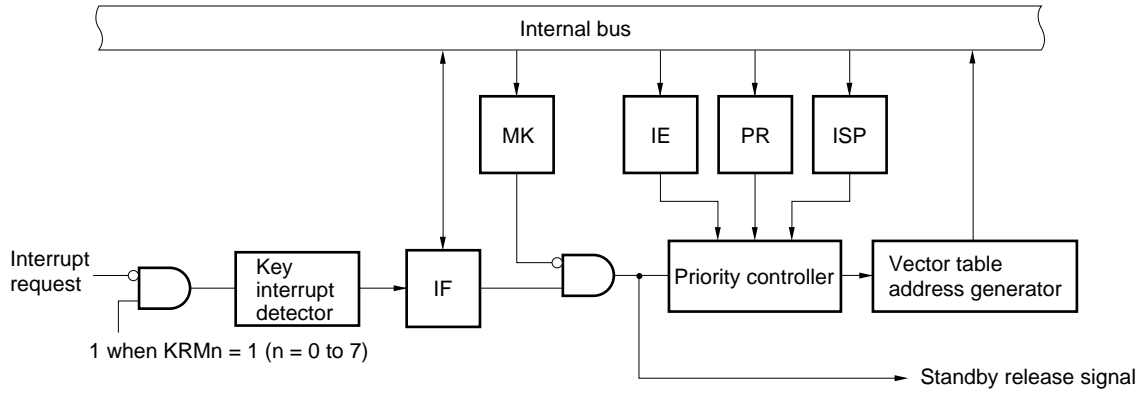 Internal bus
MK
IE
PR
ISP
Interrupt
request
Key
interrupt
detector
IF
Priority controller
Vector table
address generator
1 when KRMn = 1 (n = 0 to 7)
Standby release signal